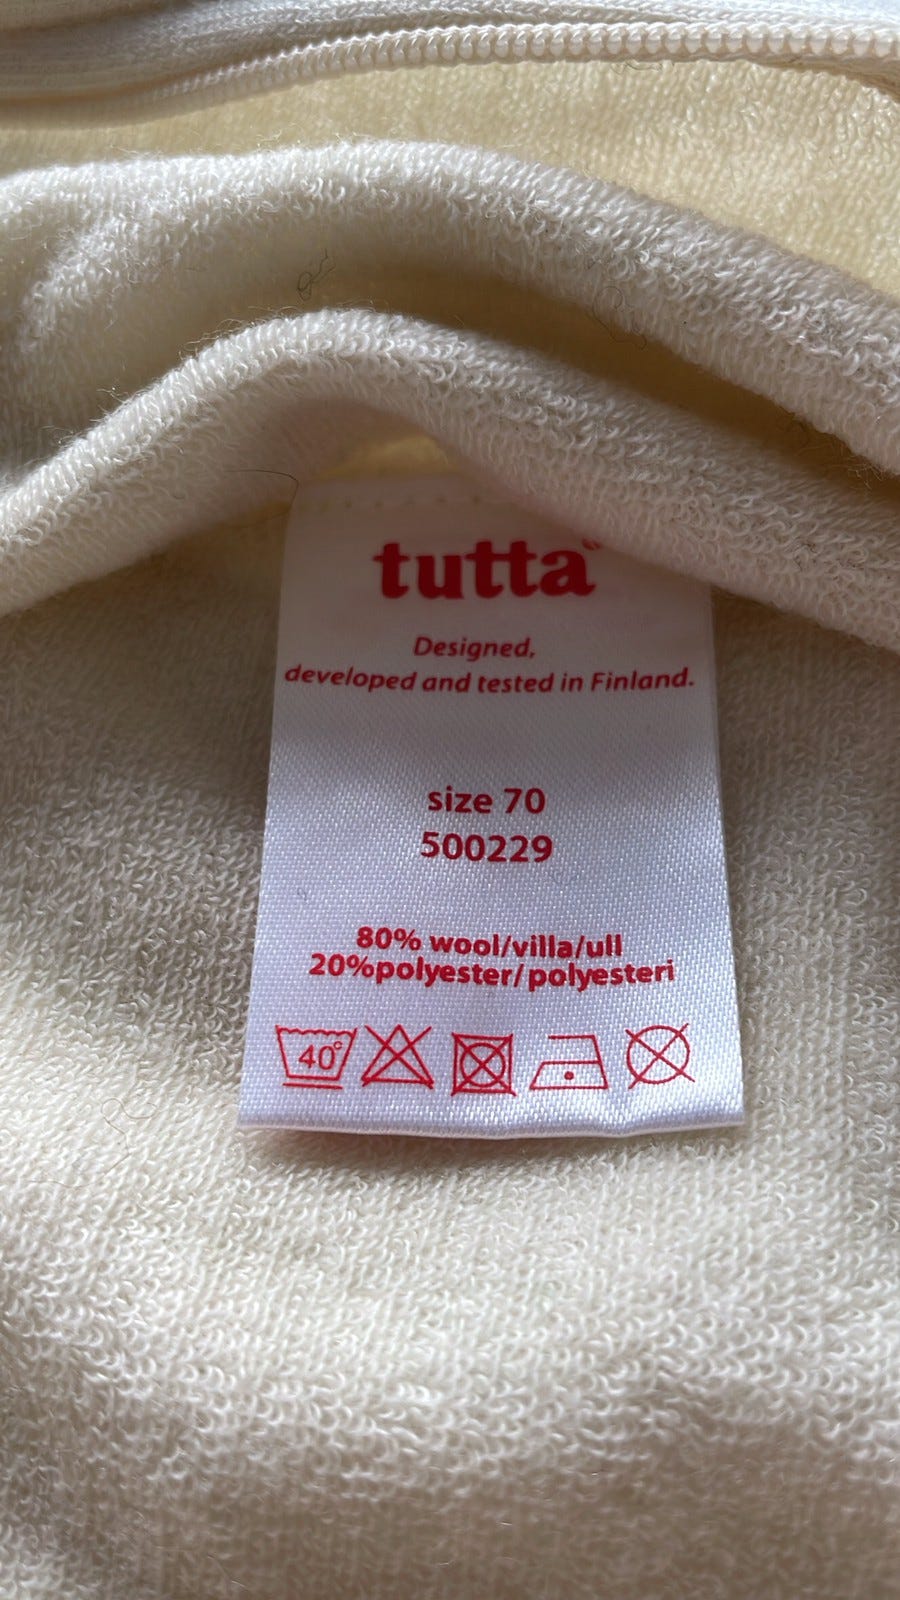 tutta®
Designed,
developed and tested in Finland.
size 70
500229
80% wool/villa/ull
20%polyester/polyesteri
40°